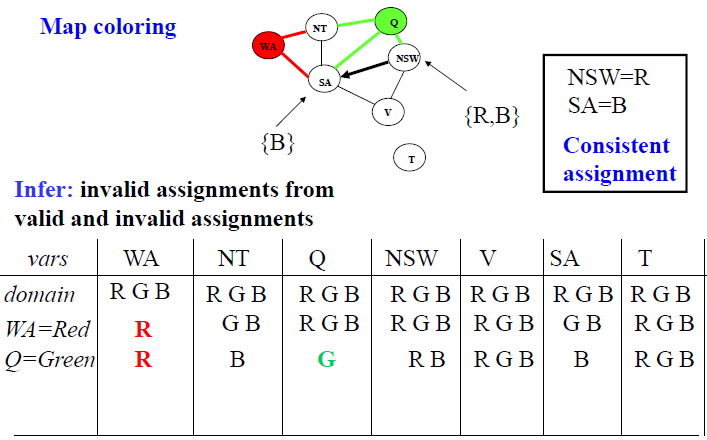 Map coloring
NT
Q
WA
NSW
SA
V
T
{B}
{R,B}
NSW=R
SA=B
Consistent
assignment
Infer: invalid assignments from
valid and invalid assignments
vars WA NT Q NSW V SA T
domain R G B R G B R G B R G B R G B R G B R G B
WA=Red R G B R G B R G B R G B G B R G B
Q=Green R B G R B R G B B R G B